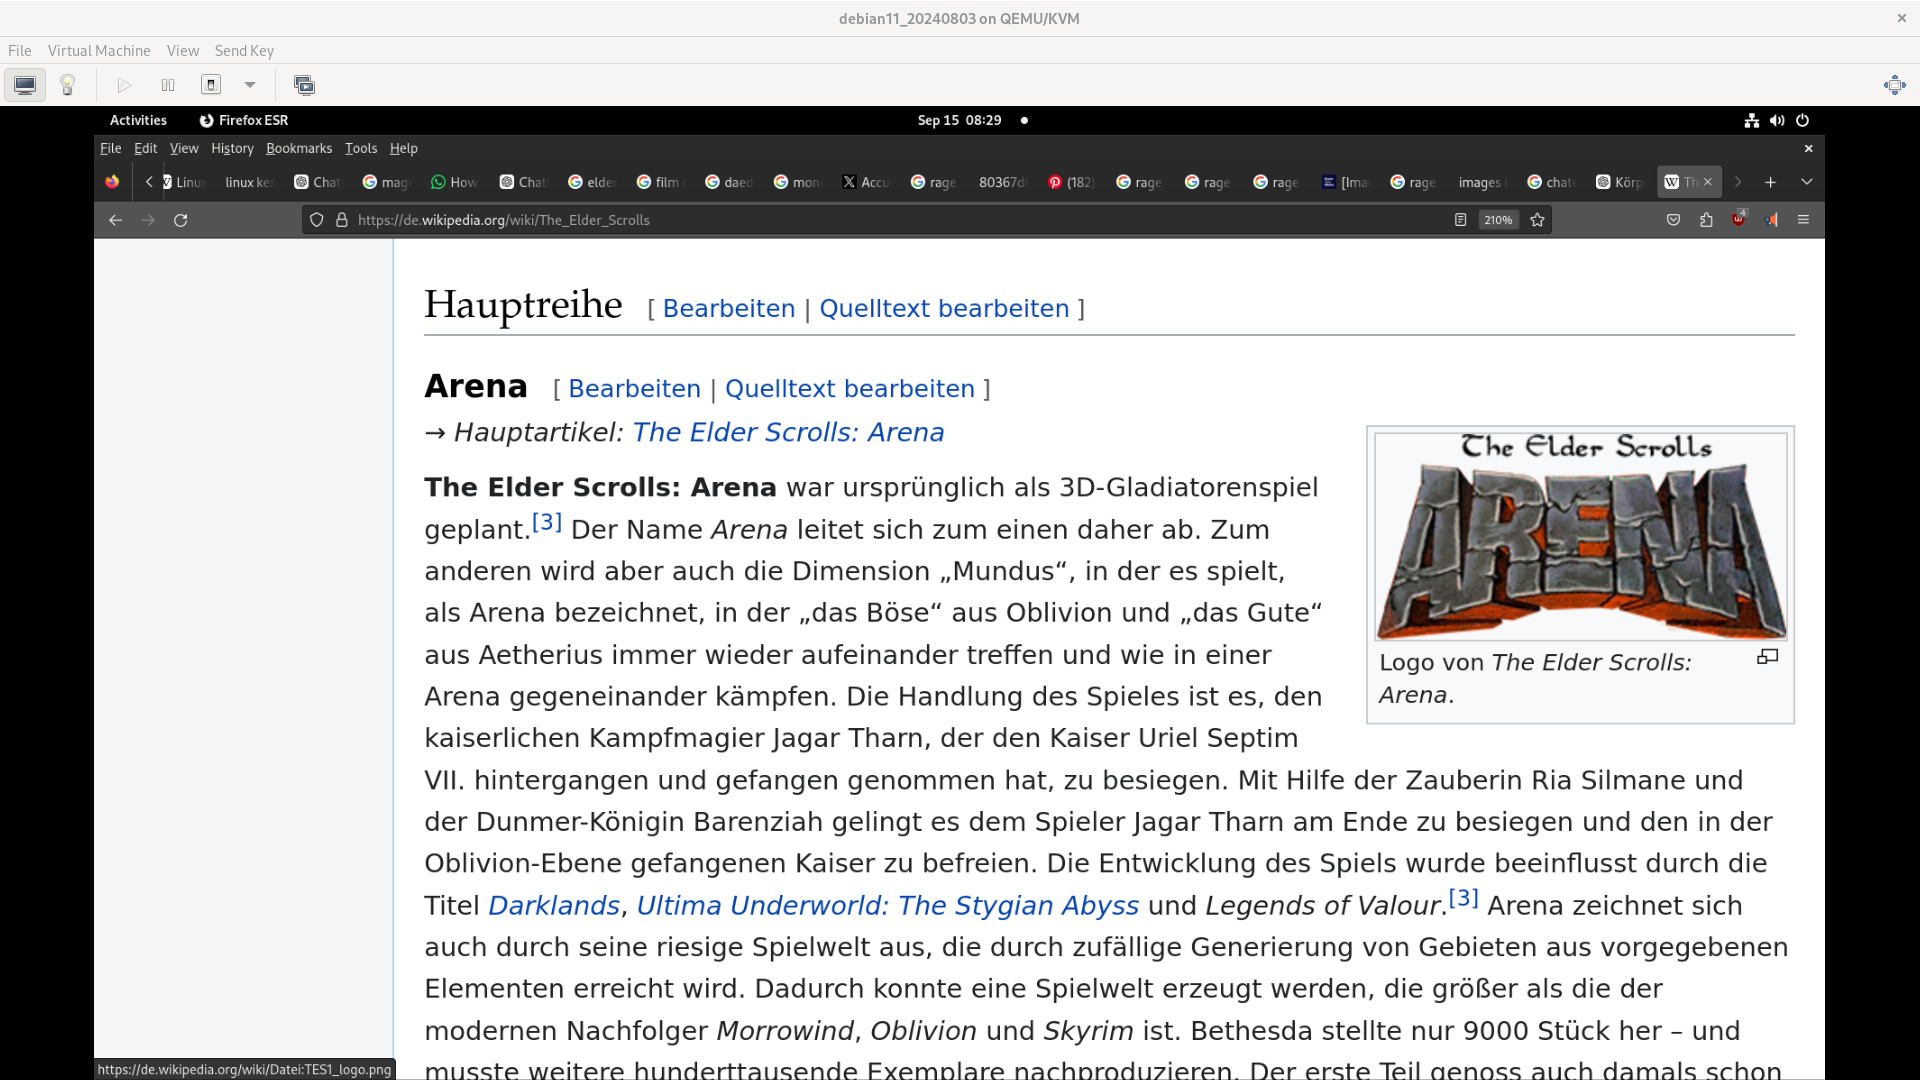 debian11_20240803 on QEMU/KVM
File Virtual Machine View Send Key
Activities Firefox ESR Sep 15 08:29
File Edit View History Bookmarks Tools Help
Linux linux ker Chat mag How Chat elder film daed mon Accu rage 80367d (182) rage rage rage [Ima rage images chat Körp Th
https://de.wikipedia.org/wiki/The_Elder_Scrolls 210% 4
Hauptreihe [ Bearbeiten | Quelltext bearbeiten ]
Arena [ Bearbeiten | Quelltext bearbeiten ]
→ Hauptartikel: The Elder Scrolls: Arena
The Elder Scrolls: Arena war ursprünglich als 3D-Gladiatorenspiel
geplant.[3] Der Name Arena leitet sich zum einen daher ab. Zum
anderen wird aber auch die Dimension „Mundus“, in der es spielt,
als Arena bezeichnet, in der „das Böse“ aus Oblivion und „das Gute“
aus Aetherius immer wieder aufeinander treffen und wie in einer
Arena gegeneinander kämpfen. Die Handlung des Spieles ist es, den
kaiserlichen Kampfmagier Jagar Tharn, der den Kaiser Uriel Septim
VII. hintergangen und gefangen genommen hat, zu besiegen. Mit Hilfe der Zauberin Ria Silmane und
der Dunmer-Königin Barenziah gelingt es dem Spieler Jagar Tharn am Ende zu besiegen und den in der
Oblivion-Ebene gefangenen Kaiser zu befreien. Die Entwicklung des Spiels wurde beeinflusst durch die
Titel Darklands, Ultima Underworld: The Stygian Abyss und Legends of Valour.[3] Arena zeichnet sich
auch durch seine riesige Spielwelt aus, die durch zufällige Generierung von Gebieten aus vorgegebenen
Elementen erreicht wird. Dadurch konnte eine Spielwelt erzeugt werden, die größer als die der
modernen Nachfolger Morrowind, Oblivion und Skyrim ist. Bethesda stellte nur 9000 Stück her – und
musste weitere hunderttausende Exemplare nachproduzieren. Der erste Teil genoss auch damals schon
The Elder Scrolls
ARENA
Logo von The Elder Scrolls:
Arena.
https://de.wikipedia.org/wiki/Datei:TES1_logo.png